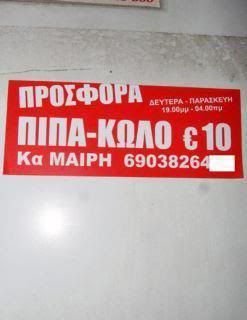 ΠΡΟΣΦΟΡΑ
ΔΕΥΤΕΡΑ - ΠΑΡΑΣΚΕΥΗ
19.00μμ - 04.00πμ
ΠΙΠΑ-ΚΩΛΟ € 10
Κα ΜΑΙΡΗ 69038264